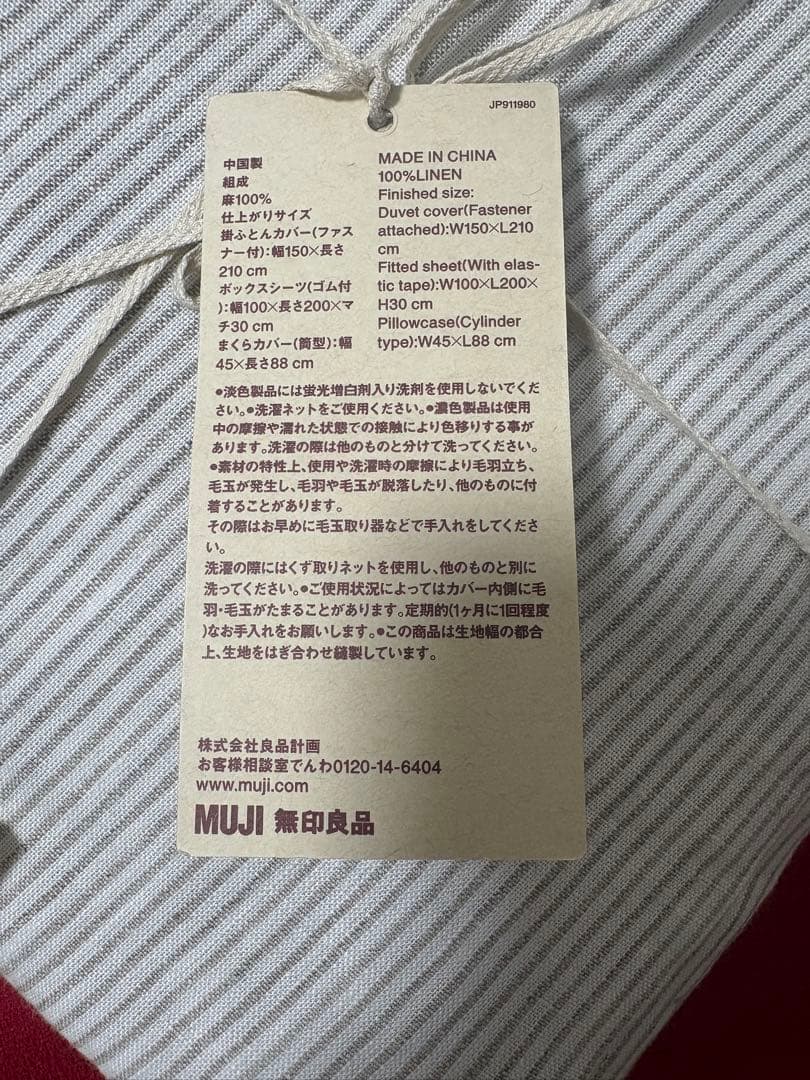 JP911980
中国製
組成
麻100%
仕上がりサイズ
掛ふとんカバー(ファス
ナー付):幅150×長さ
210 cm
ボックスシーツ(ゴム付
):幅100×長さ200×マ
チ30 cm
まくらカバー(筒型):幅
45×長さ88 cm
MADE IN CHINA
100%LINEN
Finished size:
Duvet cover(Fastener
attached):W150×L210
cm
Fitted sheet(With elas-
tic tape):W100×L200×
H30 cm
Pillowcase(Cylinder
type):W45×L88 cm
●淡色製品には蛍光増白剤入り洗剤を使用しないでくだ
さい。●洗濯ネットをご使用ください。●濃色製品は使用
中の摩擦や濡れた状態での接触により色移りする事が
あります。洗濯の際は他のものと分けて洗ってください。
●素材の特性上、使用や洗濯時の摩擦により毛羽立ち、
毛玉が発生し、毛羽や毛玉が脱落したり、他のものに付
着することがあります。
その際はお早めに毛玉取り器などで手入れをしてくださ
い。
洗濯の際にはくず取りネットを使用し、他のものと別に
洗ってください。●ご使用状況によってはカバー内側に毛
羽・毛玉がたまることがあります。定期的(1ヶ月に1回程度
)なお手入れをお願いします。●この商品は生地幅の都合
上、生地をはぎ合わせ縫製しています。
株式会社良品計画
お客様相談室でんわ0120-14-6404
www.muji.com
MUJI 無印良品